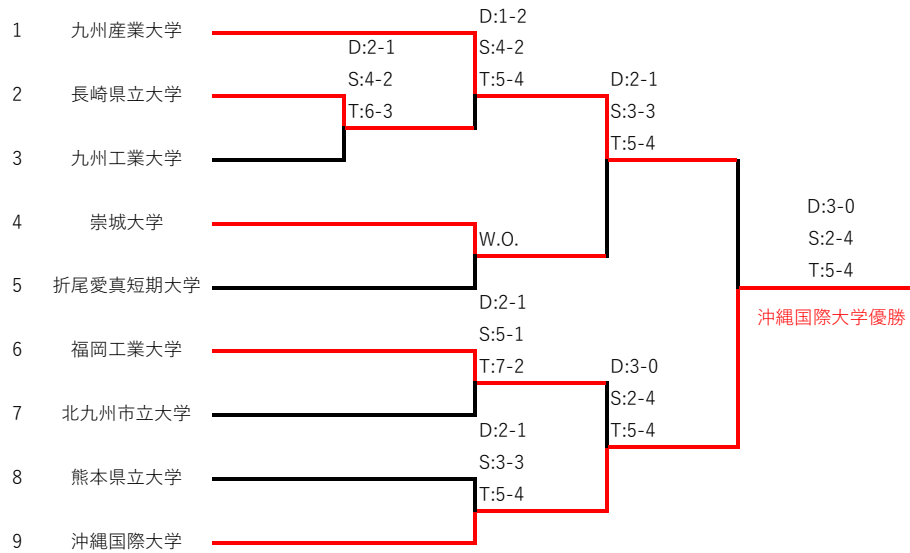 1 九州産業大学
2 長崎県立大学
3 九州工業大学
4 崇城大学
5 折尾愛真短期大学
6 福岡工業大学
7 北九州市立大学
8 熊本県立大学
9 沖縄国際大学
D:2-1
S:4-2
T:6-3
D:1-2
S:4-2
T:5-4
W.O.
D:2-1
S:5-1
T:7-2
D:2-1
S:3-3
T:5-4
D:2-1
S:3-3
T:5-4
D:3-0
S:2-4
T:5-4
D:3-0
S:2-4
T:5-4
沖縄国際大学優勝